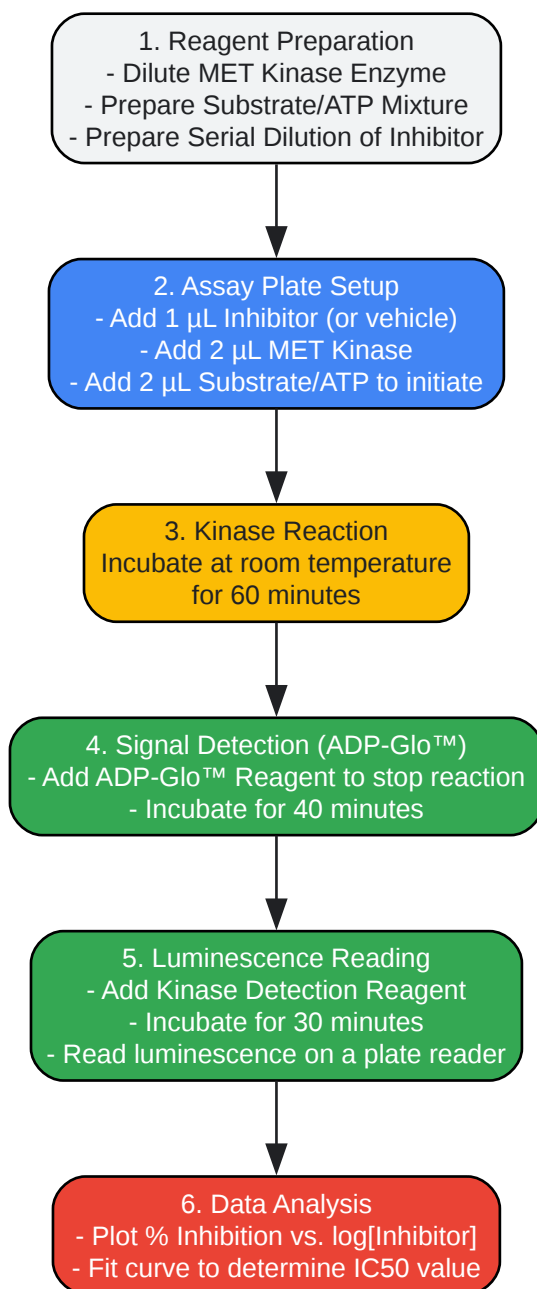 1. Reagent Preparation
- Dilute MET Kinase Enzyme
- Prepare Substrate/ATP Mixture
- Prepare Serial Dilution of Inhibitor
2. Assay Plate Setup
- Add 1 µL Inhibitor (or vehicle)
- Add 2 µL MET Kinase
- Add 2 µL Substrate/ATP to initiate
3. Kinase Reaction
Incubate at room temperature
for 60 minutes
4. Signal Detection (ADP-Glo™)
- Add ADP-Glo™ Reagent to stop reaction
- Incubate for 40 minutes
5. Luminescence Reading
- Add Kinase Detection Reagent
- Incubate for 30 minutes
- Read luminescence on a plate reader
6. Data Analysis
- Plot % Inhibition vs. log[Inhibitor]
- Fit curve to determine IC50 value